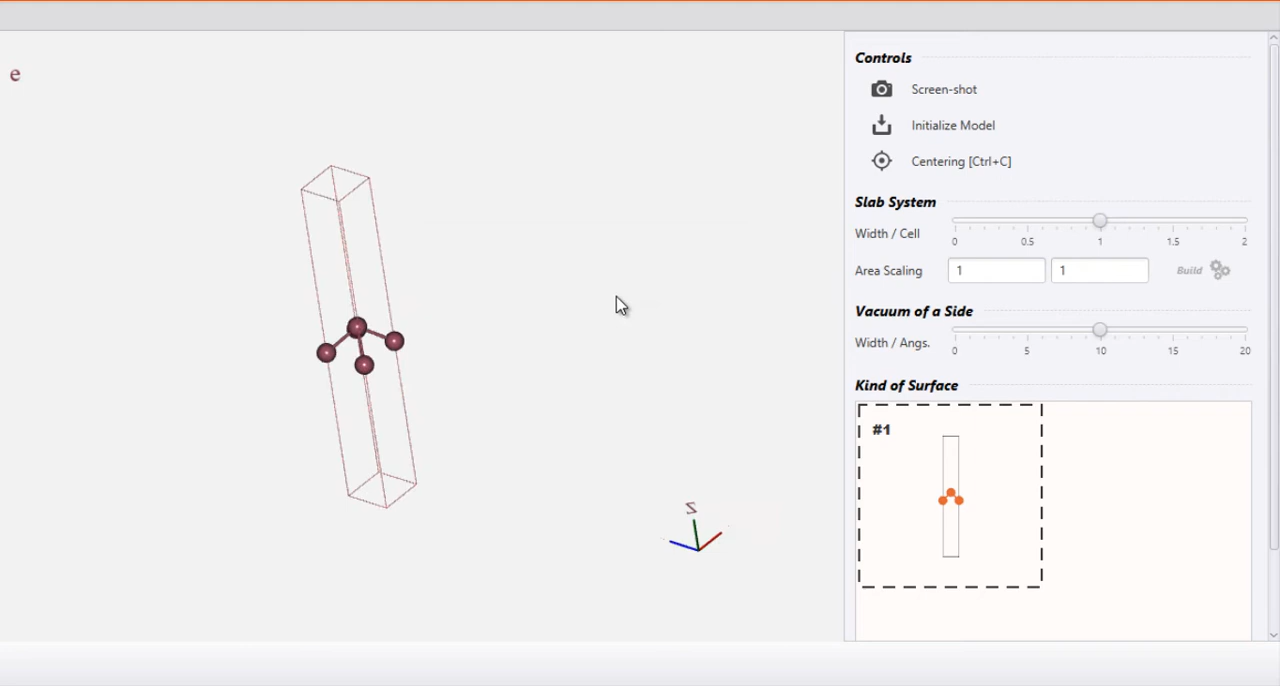 e
Controls
Screen-shot
Initialize Model
Centering [Ctrl+C]
Slab System
Width / Cell
0 0.5 1 1.5 2
Area Scaling 1 1 Build
Vacuum of a Side
Width / Angs.
0 5 10 15 20
Kind of Surface
#1
Z